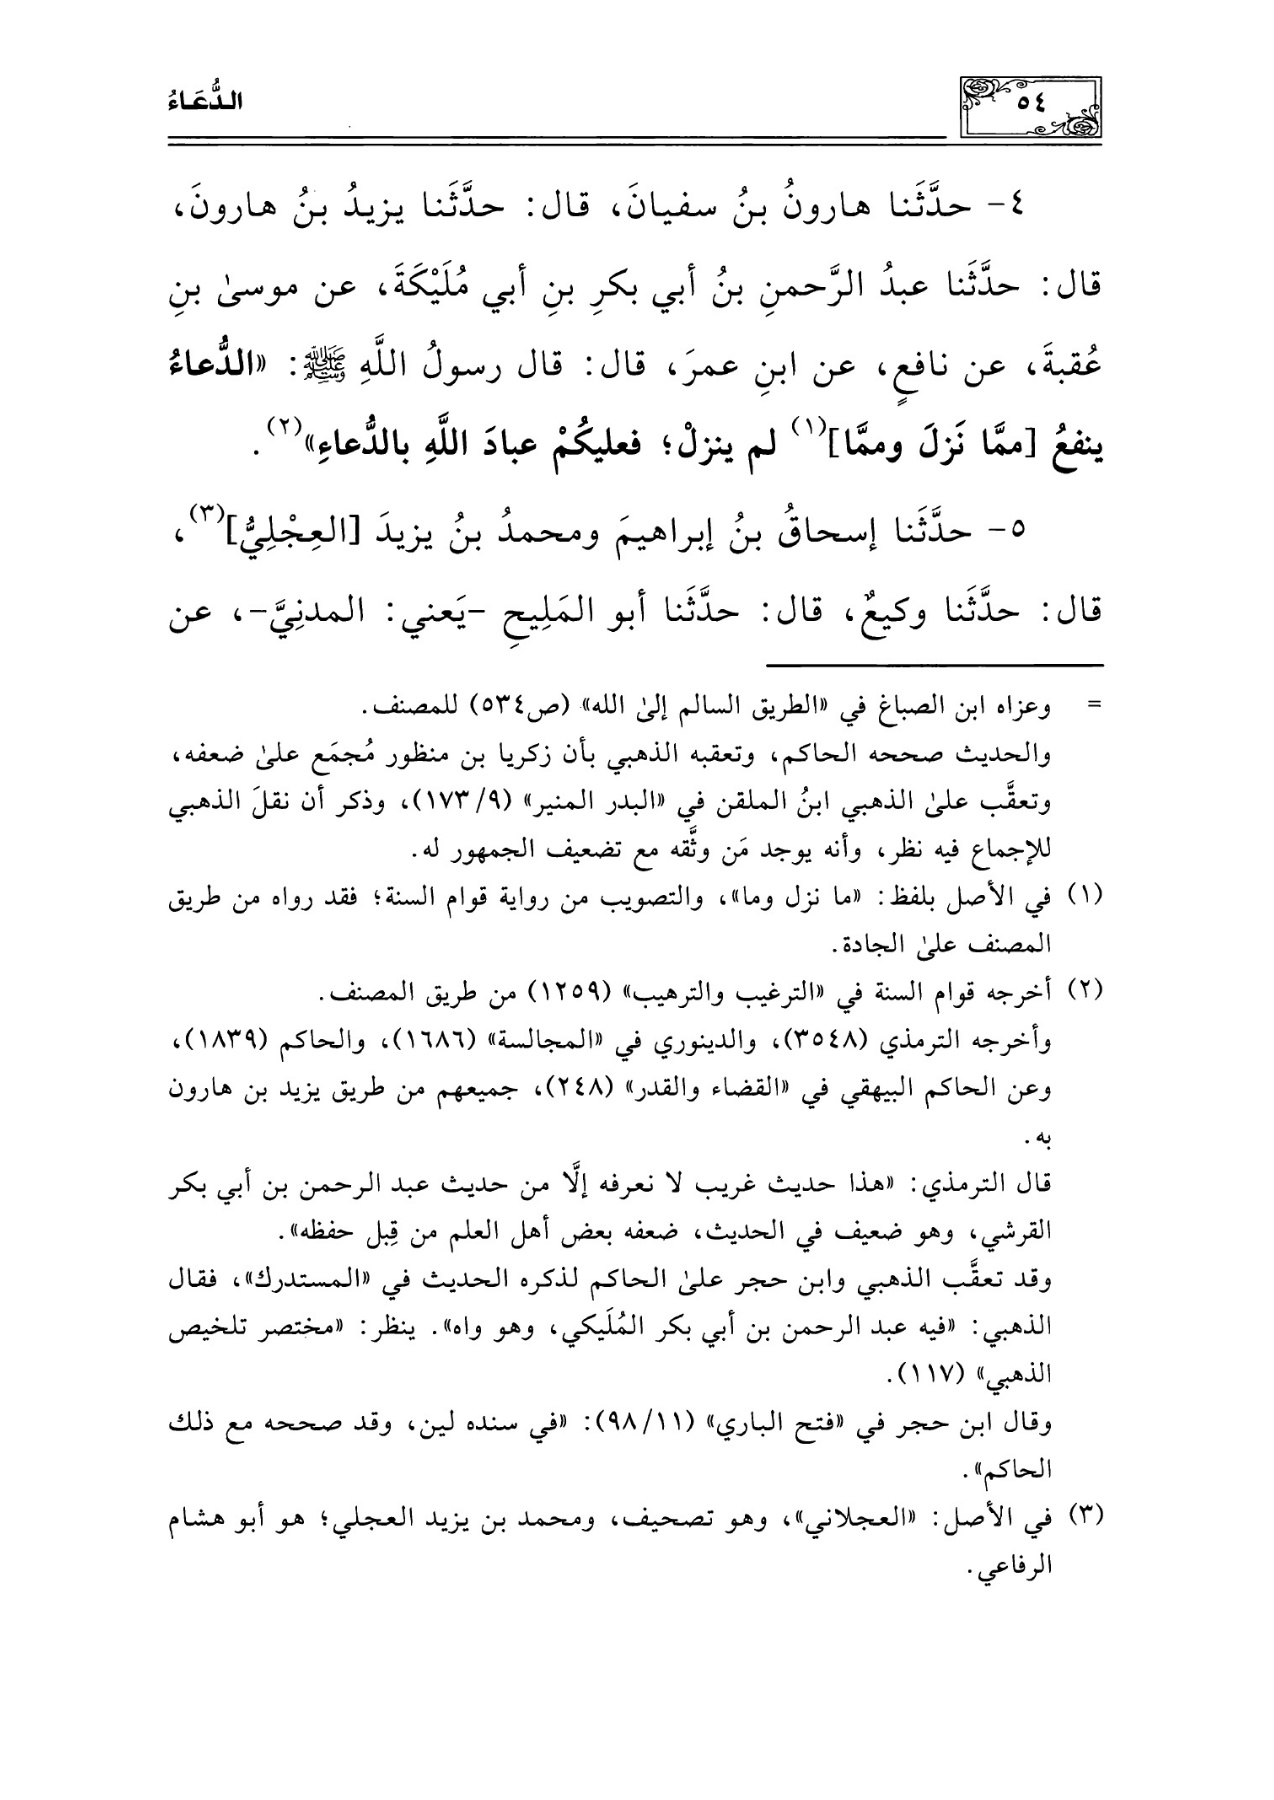 ٥٤
الدُّعَاءُ
٤- حدَّثَنا هارونُ بنُ سفيانَ، قال: حدَّثَنا يزيدُ بنُ هارونَ،
قال: حدَّثَنا عبدُ الرَّحمنِ بنُ أبي بكرِ بنِ أبي مُلَيْكَةَ، عن موسىٰ بنِ
عُقبةَ، عن نافعٍ، عن ابنِ عمرَ، قال: قال رسولُ اللَّهِ ﷺ: «الدُّعاءُ
ينفعُ [ممَّا نَزلَ وممَّا](١) لم ينزلْ؛ فعليكُمْ عبادَ اللَّهِ بالدُّعاءِ»(٢).
٥- حدَّثَنا إسحاقُ بنُ إبراهيمَ ومحمدُ بنُ يزيدَ [العِجْلِيُّ](٣)،
قال: حدَّثَنا وكيعٌ، قال: حدَّثَنا أبو المَلِيحِ -يَعني: المدنِيَّ-، عن
= وعزاه ابن الصباغ في «الطريق السالم إلىٰ الله» (ص٥٣٤) للمصنف.
والحديث صححه الحاكم، وتعقبه الذهبي بأن زكريا بن منظور مُجمَع علىٰ ضعفه،
وتعقَّب علىٰ الذهبي ابنُ الملقن في «البدر المنير» (١٧٣/٩)، وذكر أن نقلَ الذهبي
للإجماع فيه نظر، وأنه يوجد مَن وثَّقه مع تضعيف الجمهور له.
(١) في الأصل بلفظ: «ما نزل وما»، والتصويب من رواية قوام السنة؛ فقد رواه من طريق
المصنف علىٰ الجادة.
(٢) أخرجه قوام السنة في «الترغيب والترهيب» (١٢٥٩) من طريق المصنف.
وأخرجه الترمذي (٣٥٤٨)، والدينوري في «المجالسة» (١٦٨٦)، والحاكم (١٨٣٩)،
وعن الحاكم البيهقي في «القضاء والقدر» (٢٤٨)، جميعهم من طريق يزيد بن هارون
به.
قال الترمذي: «هذا حديث غريب لا نعرفه إلَّا من حديث عبد الرحمن بن أبي بكر
القرشي، وهو ضعيف في الحديث، ضعفه بعض أهل العلم من قِبل حفظه».
وقد تعقَّب الذهبي وابن حجر علىٰ الحاكم لذكره الحديث في «المستدرك»، فقال
الذهبي: «فيه عبد الرحمن بن أبي بكر المُلَيكي، وهو واه». ينظر: «مختصر تلخيص
الذهبي» (١١٧).
وقال ابن حجر في «فتح الباري» (٩٨/١١): «في سنده لين، وقد صححه مع ذلك
الحاكم».
(٣) في الأصل: «العجلاني»، وهو تصحيف، ومحمد بن يزيد العجلي؛ هو أبو هشام
الرفاعي.